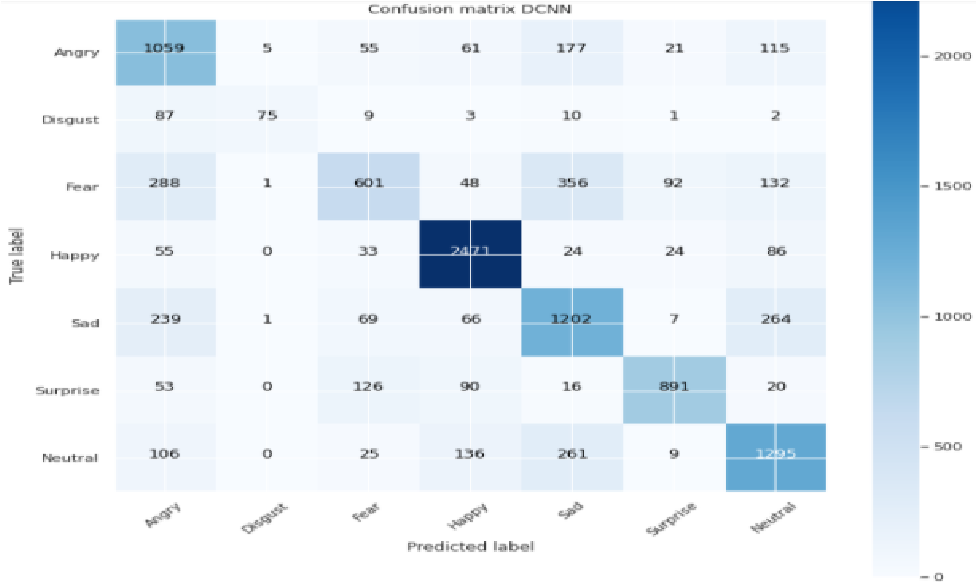 Confusion matrix DCNN
Angry 1059 5 55 61 177 21 115
Disgust 87 75 9 3 10 1 2
Fear 288 1 601 48 356 92 132
Happy 55 0 33 2471 24 24 86
Sad 239 1 69 66 1202 7 264
Surprise 53 0 126 90 16 891 20
Neutral 106 0 25 136 261 9 1295
Angry Disgust Fear Happy Sad Surprise Neutral
Predicted label
True label
2000
1500
1000
500
0